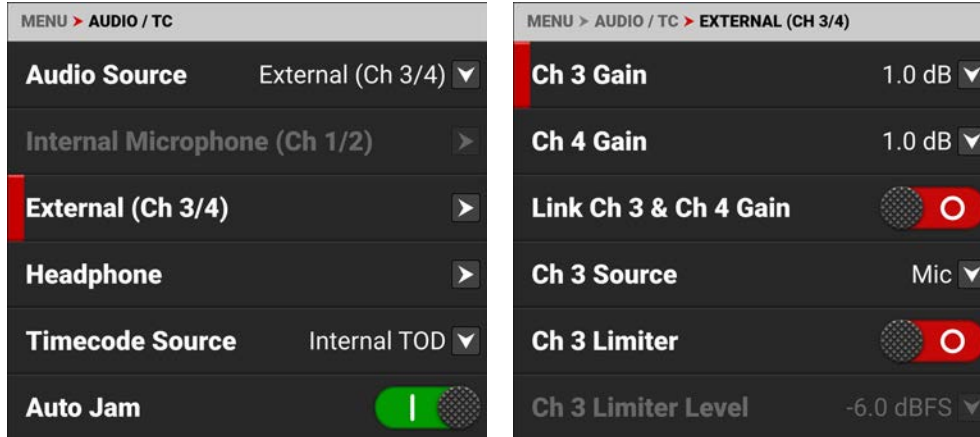 MENU > AUDIO / TC
Audio Source External (Ch 3/4)
Internal Microphone (Ch 1/2)
External (Ch 3/4)
Headphone
Timecode Source Internal TOD
Auto Jam
MENU > AUDIO / TC > EXTERNAL (CH 3/4)
Ch 3 Gain 1.0 dB
Ch 4 Gain 1.0 dB
Link Ch 3 & Ch 4 Gain
Ch 3 Source Mic
Ch 3 Limiter
Ch 3 Limiter Level -6.0 dBFS